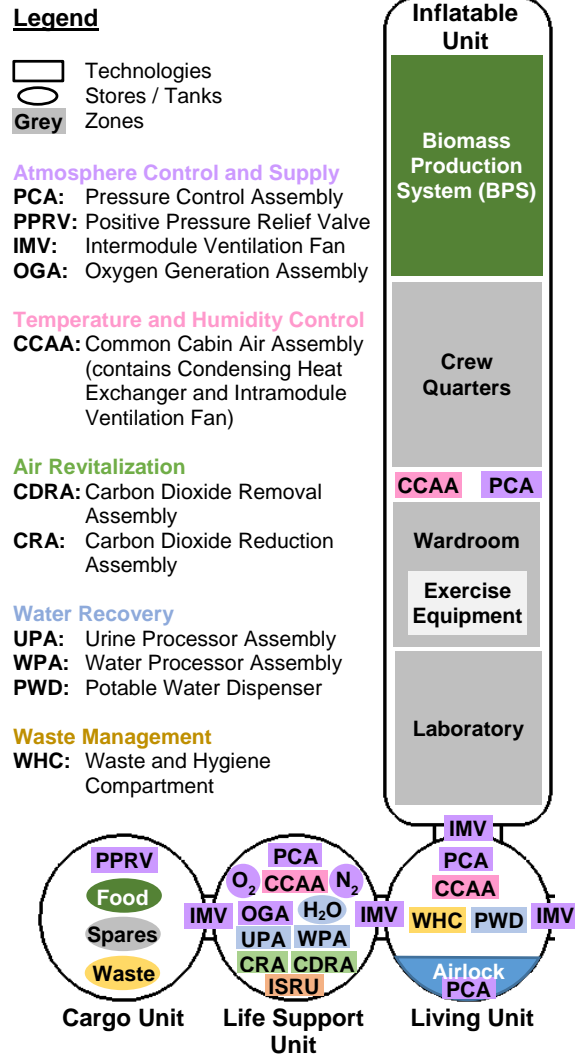 Legend
Technologies
Stores / Tanks
Grey Zones
Atmosphere Control and Supply
PCA: Pressure Control Assembly
PPRV: Positive Pressure Relief Valve
IMV: Intermodule Ventilation Fan
OGA: Oxygen Generation Assembly
Temperature and Humidity Control
CCAA: Common Cabin Air Assembly
(contains Condensing Heat
Exchanger and Intramodule
Ventilation Fan)
Air Revitalization
CDRA: Carbon Dioxide Removal
Assembly
CRA: Carbon Dioxide Reduction
Assembly
Water Recovery
UPA: Urine Processor Assembly
WPA: Water Processor Assembly
PWD: Potable Water Dispenser
Waste Management
WHC: Waste and Hygiene
Compartment
Inflatable
Unit
Biomass
Production
System (BPS)
Crew
Quarters
CCAA PCA
Wardroom
Exercise
Equipment
Laboratory
IMV
PPRV
Food
Spares
Waste
Cargo Unit
IMV
PCA
O₂ CCAA N₂
OGA H₂O
UPA WPA
CRA CDRA
ISRU
Life Support
Unit
IMV
PCA
CCAA
WHC PWD IMV
Airlock
PCA
Living Unit